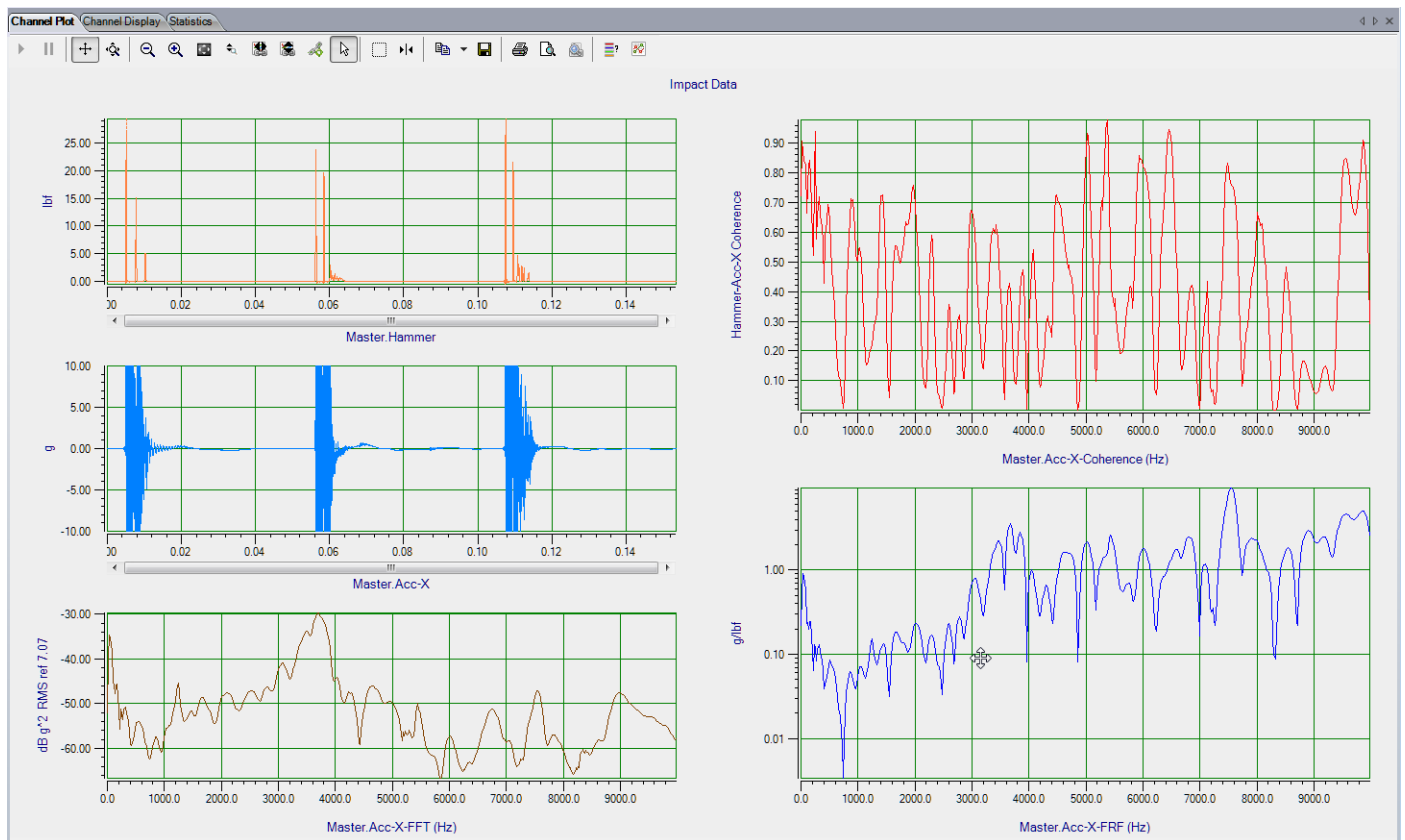 Channel Plot Channel Display Statistics
Impact Data
25.00
20.00
15.00
10.00
5.00
0.00
lbf
00 0.02 0.04 0.06 0.08 0.10 0.12 0.14
Master.Hammer
10.00
5.00
0.00
-5.00
-10.00
g
00 0.02 0.04 0.06 0.08 0.10 0.12 0.14
Master.Acc-X
-30.00
-40.00
-50.00
-60.00
dB g^2 RMS ref 7.07
0.0 1000.0 2000.0 3000.0 4000.0 5000.0 6000.0 7000.0 8000.0 9000.0
Master.Acc-X-FFT (Hz)
0.90
0.80
0.70
0.60
0.50
0.40
0.30
0.20
0.10
Hammer-Acc-X Coherence
0.0 1000.0 2000.0 3000.0 4000.0 5000.0 6000.0 7000.0 8000.0 9000.0
Master.Acc-X-Coherence (Hz)
1.00
0.10
0.01
g/lbf
0.0 1000.0 2000.0 3000.0 4000.0 5000.0 6000.0 7000.0 8000.0 9000.0
Master.Acc-X-FRF (Hz)